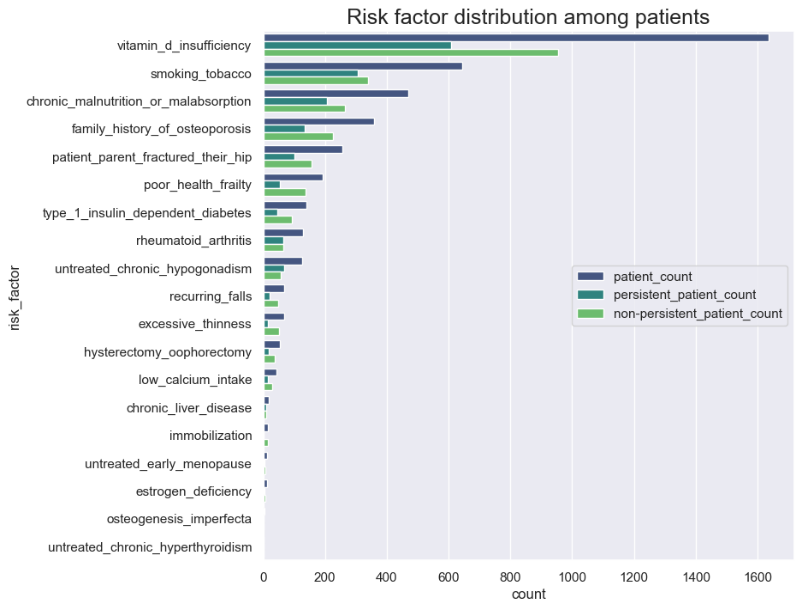 Risk factor distribution among patients
risk_factor
vitamin_d_insufficiency
smoking_tobacco
chronic_malnutrition_or_malabsorption
family_history_of_osteoporosis
patient_parent_fractured_their_hip
poor_health_frailty
type_1_insulin_dependent_diabetes
rheumatoid_arthritis
untreated_chronic_hypogonadism
recurring_falls
excessive_thinness
hysterectomy_oophorectomy
low_calcium_intake
chronic_liver_disease
immobilization
untreated_early_menopause
estrogen_deficiency
osteogenesis_imperfecta
untreated_chronic_hyperthyroidism
patient_count
persistent_patient_count
non-persistent_patient_count
0 200 400 600 800 1000 1200 1400 1600
count